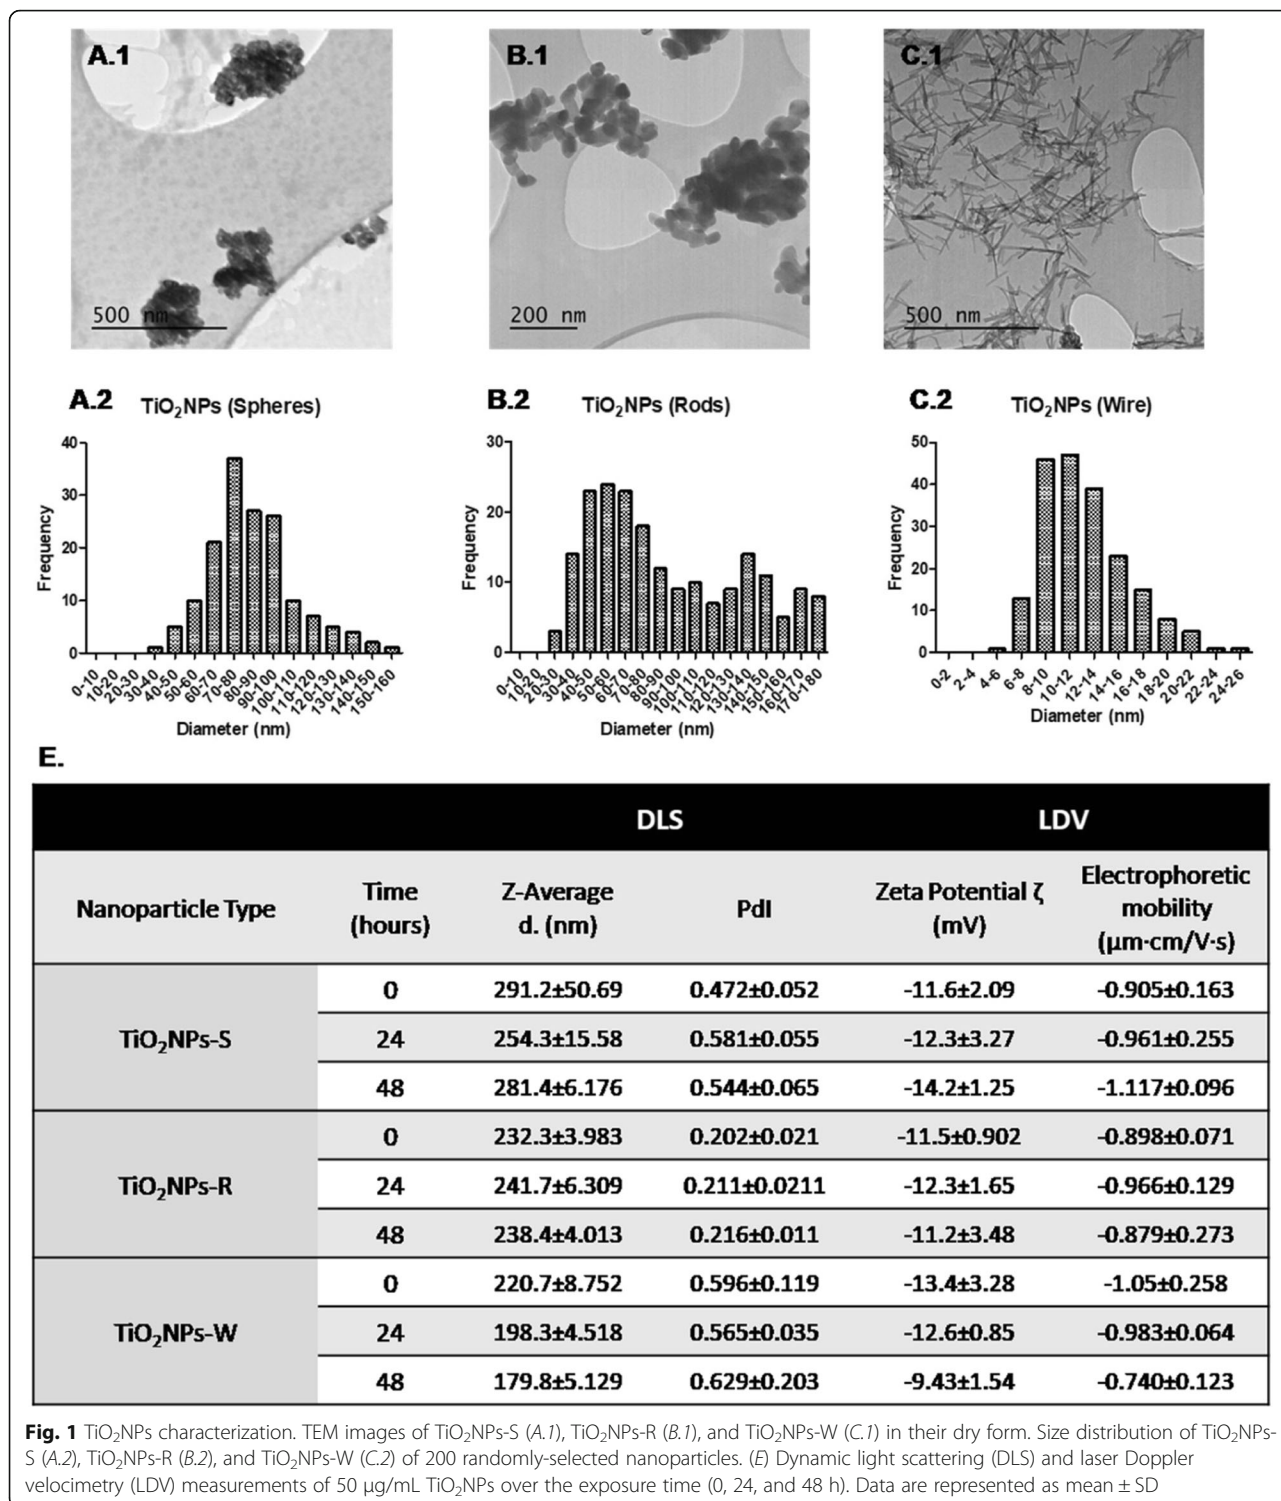 A.1
B.1
C.1
500 nm
200 nm
500 nm
A.2 TiO₂NPs (Spheres)
40
30
20
10
0
Frequency
0-10
10-20
20-30
30-40
40-50
50-60
60-70
70-80
80-90
90-100
100-110
110-120
120-130
130-140
140-150
150-160
Diameter (nm)
B.2 TiO₂NPs (Rods)
30
20
10
0
Frequency
0-10
10-20
20-30
30-40
40-50
50-60
60-70
70-80
80-90
90-100
100-110
110-120
120-130
130-140
140-150
150-160
160-170
170-180
Diameter (nm)
C.2 TiO₂NPs (Wire)
50
40
30
20
10
0
Frequency
0-2
2-4
4-6
6-8
8-10
10-12
12-14
14-16
16-18
18-20
20-22
22-24
24-26
Diameter (nm)
E.
DLS LDV
Nanoparticle Type Time (hours) Z-Average d. (nm) PdI Zeta Potential ζ (mV) Electrophoretic mobility (µm·cm/V·s)
TiO₂NPs-S
0 291.2±50.69 0.472±0.052 -11.6±2.09 -0.905±0.163
24 254.3±15.58 0.581±0.055 -12.3±3.27 -0.961±0.255
48 281.4±6.176 0.544±0.065 -14.2±1.25 -1.117±0.096
TiO₂NPs-R
0 232.3±3.983 0.202±0.021 -11.5±0.902 -0.898±0.071
24 241.7±6.309 0.211±0.0211 -12.3±1.65 -0.966±0.129
48 238.4±4.013 0.216±0.011 -11.2±3.48 -0.879±0.273
TiO₂NPs-W
0 220.7±8.752 0.596±0.119 -13.4±3.28 -1.05±0.258
24 198.3±4.518 0.565±0.035 -12.6±0.85 -0.983±0.064
48 179.8±5.129 0.629±0.203 -9.43±1.54 -0.740±0.123
Fig. 1 TiO₂NPs characterization. TEM images of TiO₂NPs-S (A.1), TiO₂NPs-R (B.1), and TiO₂NPs-W (C.1) in their dry form. Size distribution of TiO₂NPs-
S (A.2), TiO₂NPs-R (B.2), and TiO₂NPs-W (C.2) of 200 randomly-selected nanoparticles. (E) Dynamic light scattering (DLS) and laser Doppler
velocimetry (LDV) measurements of 50 µg/mL TiO₂NPs over the exposure time (0, 24, and 48 h). Data are represented as mean ± SD